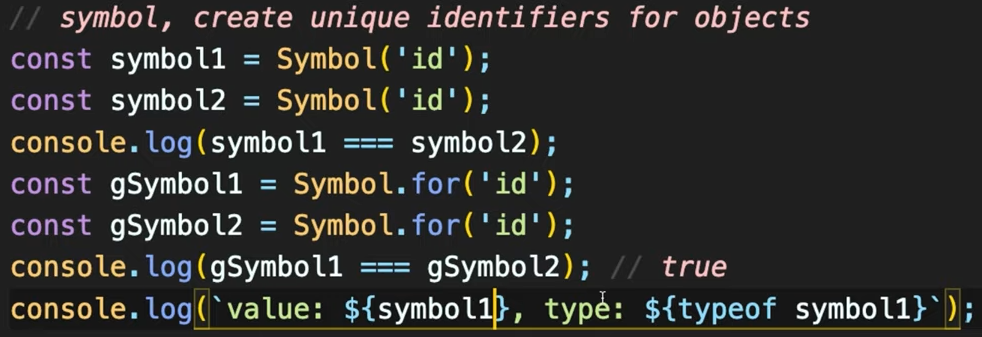 // symbol, create unique identifiers for objects
const symbol1 = Symbol('id');
const symbol2 = Symbol('id');
console.log(symbol1 === symbol2);
const gSymbol1 = Symbol.for('id');
const gSymbol2 = Symbol.for('id');
console.log(gSymbol1 === gSymbol2); // true
console.log(`value: ${symbol1}, type: ${typeof symbol1}`);